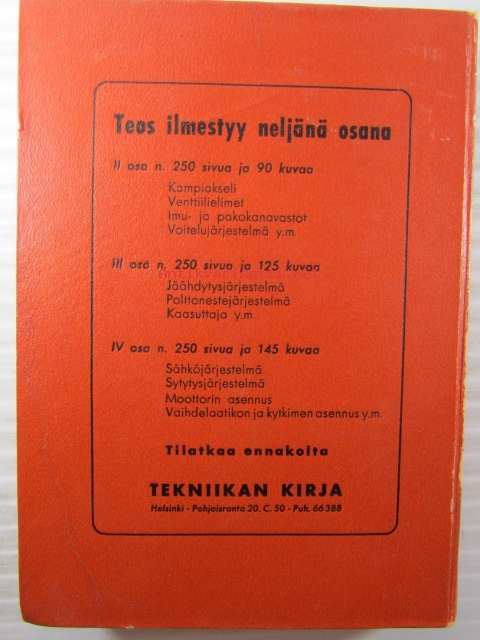 Teos ilmestyy neljänä osana
II osa n. 250 sivua ja 90 kuvaa
Kampiakseli
Venttiilielimet
Imu- ja pakokanavastot
Voitelujärjestelmä y.m.
III osa n. 250 sivua ja 125 kuvaa
Jäähdytysjärjestelmä
Polttonestejärjestelmä
Kaasuttaja y.m.
IV osa n. 250 sivua ja 145 kuvaa
Sähköjärjestelmä
Sytytysjärjestelmä
Moottorin asennus
Vaihdelaatikon ja kytkimen asennus y.m.
Tilatkaa ennakolta
TEKNIIKAN KIRJA
Helsinki - Pohjoisranta 20. C. 50 - Puh. 66 388